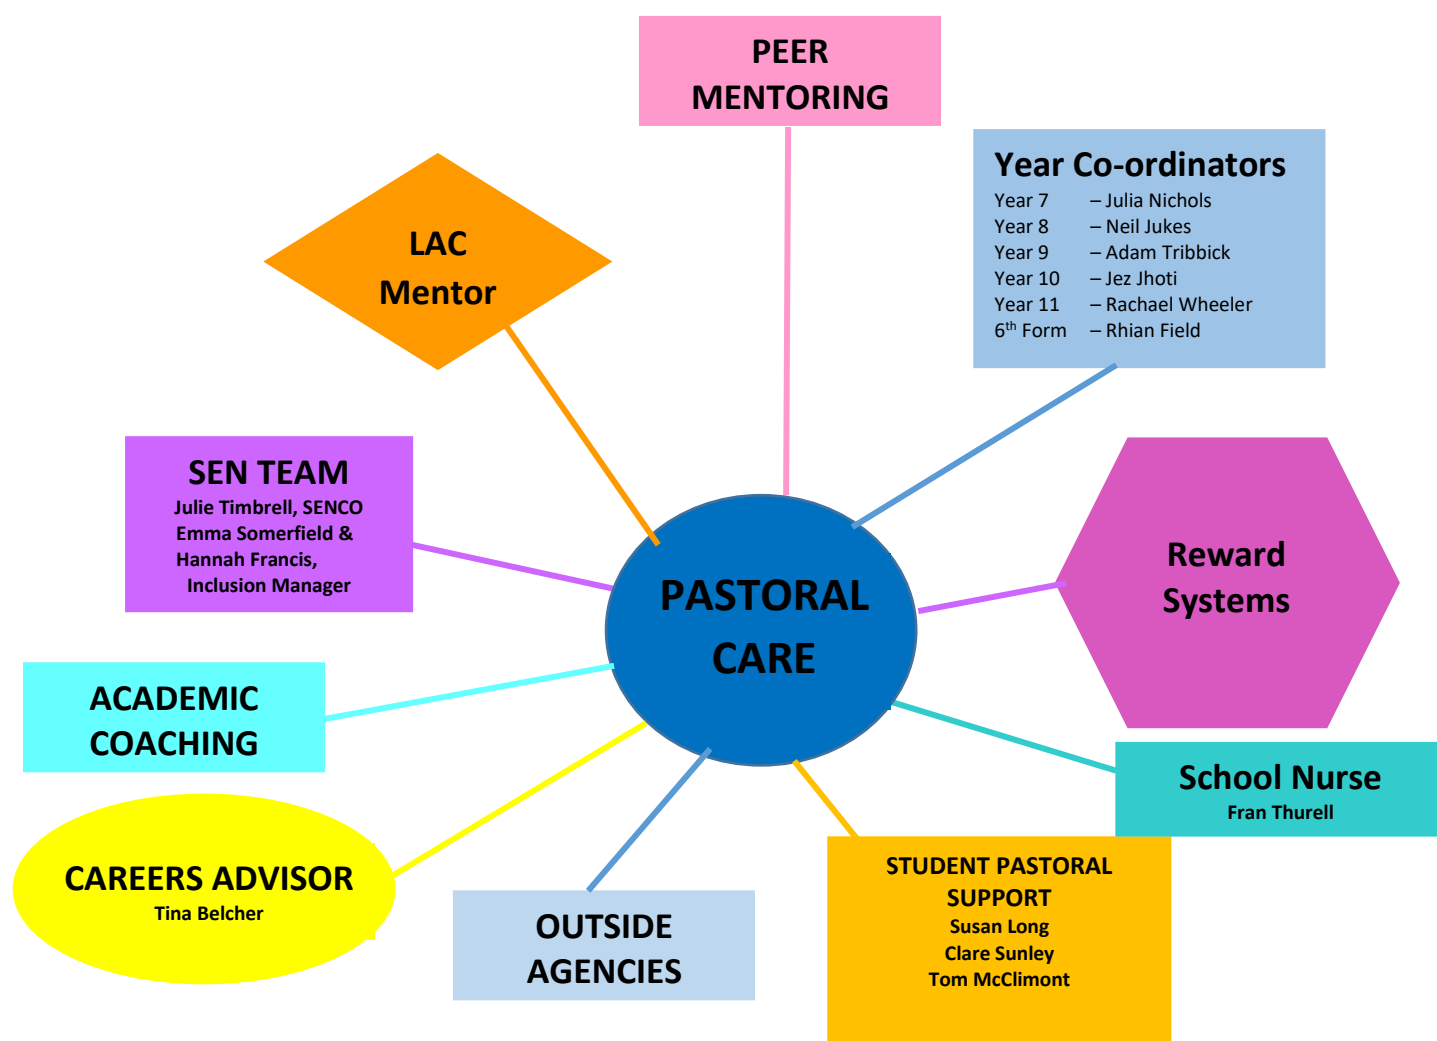 PEER
MENTORING
Year Co-ordinators
Year 7 – Julia Nichols
Year 8 – Neil Jukes
Year 9 – Adam Tribbick
Year 10 – Jez Jhoti
Year 11 – Rachael Wheeler
6th Form – Rhian Field
LAC
Mentor
SEN TEAM
Julie Timbrell, SENCO
Emma Somerfield &
Hannah Francis,
Inclusion Manager
Reward
Systems
PASTORAL
CARE
ACADEMIC
COACHING
School Nurse
Fran Thurell
CAREERS ADVISOR
Tina Belcher
OUTSIDE
AGENCIES
STUDENT PASTORAL
SUPPORT
Susan Long
Clare Sunley
Tom McClimont